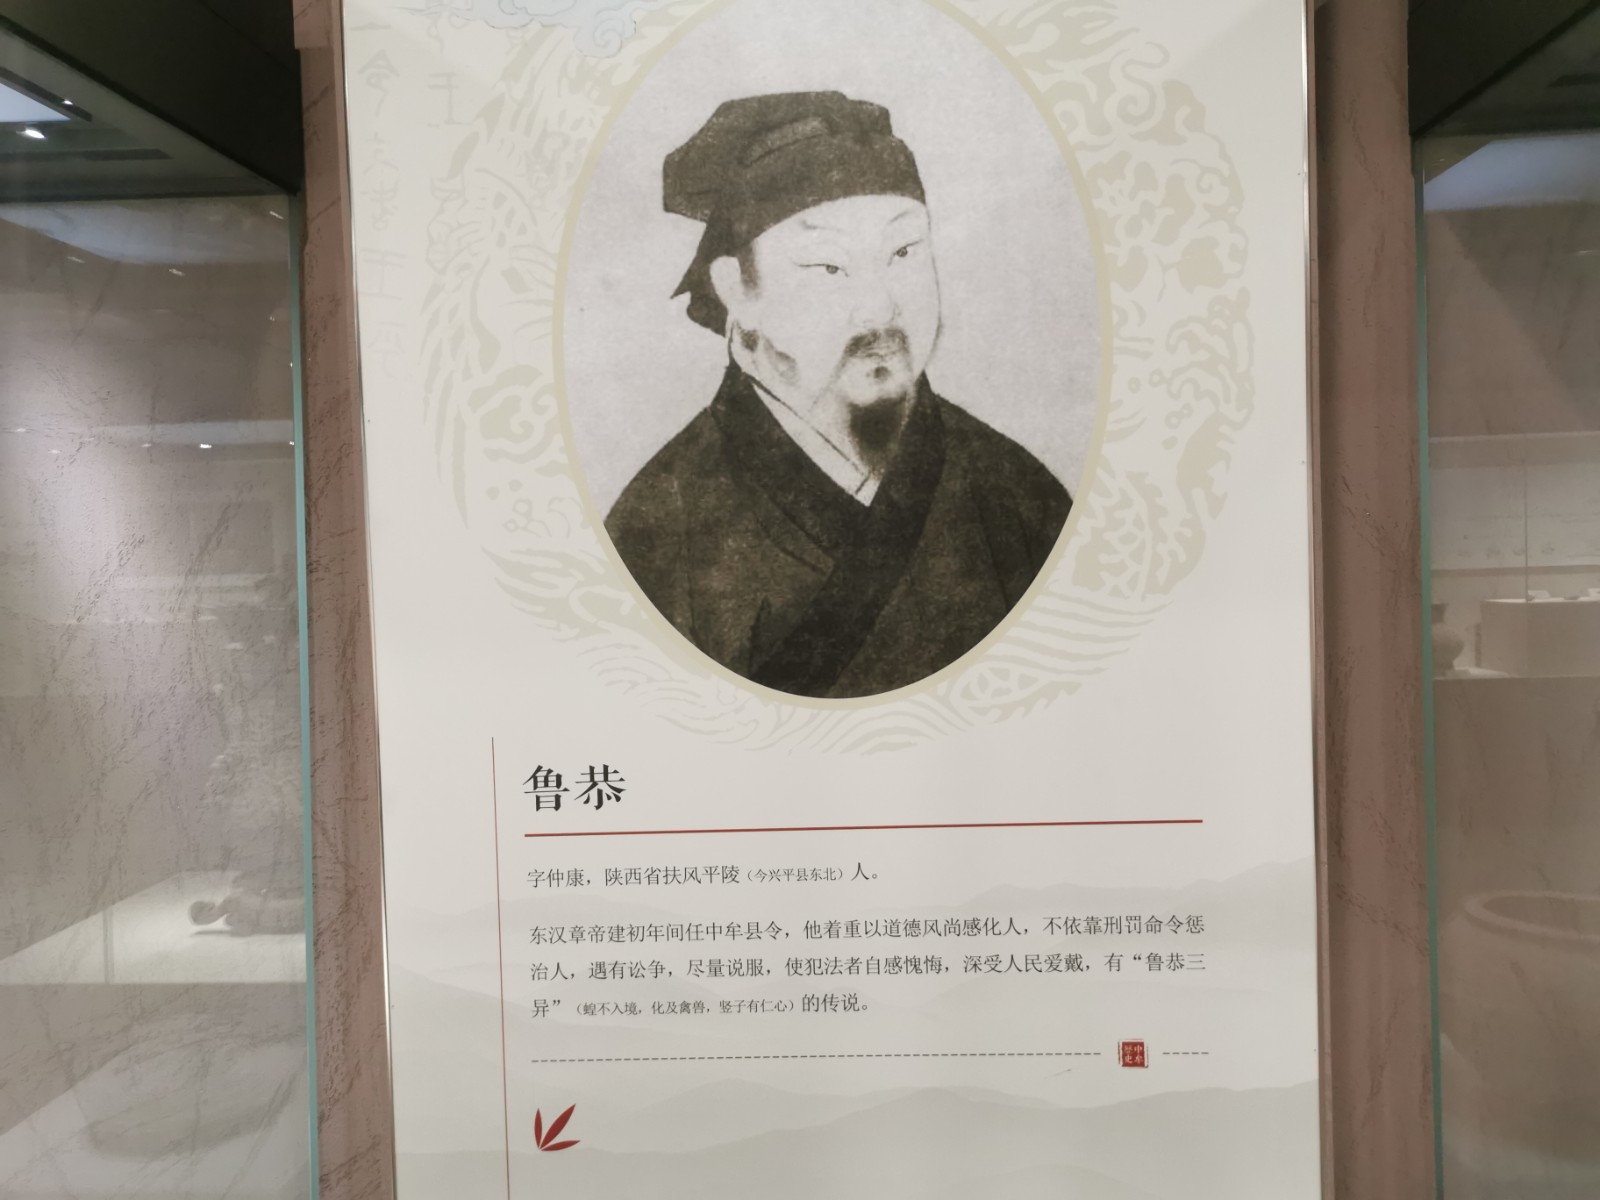 鲁恭
字仲康，陕西省扶风平陵（今兴平县东北）人。
东汉章帝建初年间任中牟县令，他着重以道德风尚感化人，不依靠刑罚命令惩
治人，遇有讼争，尽量说服，使犯法者自感愧悔，深受人民爱戴，有“鲁恭三
异”（蝗不入境，化及禽兽，竖子有仁心）的传说。
中牟
历史